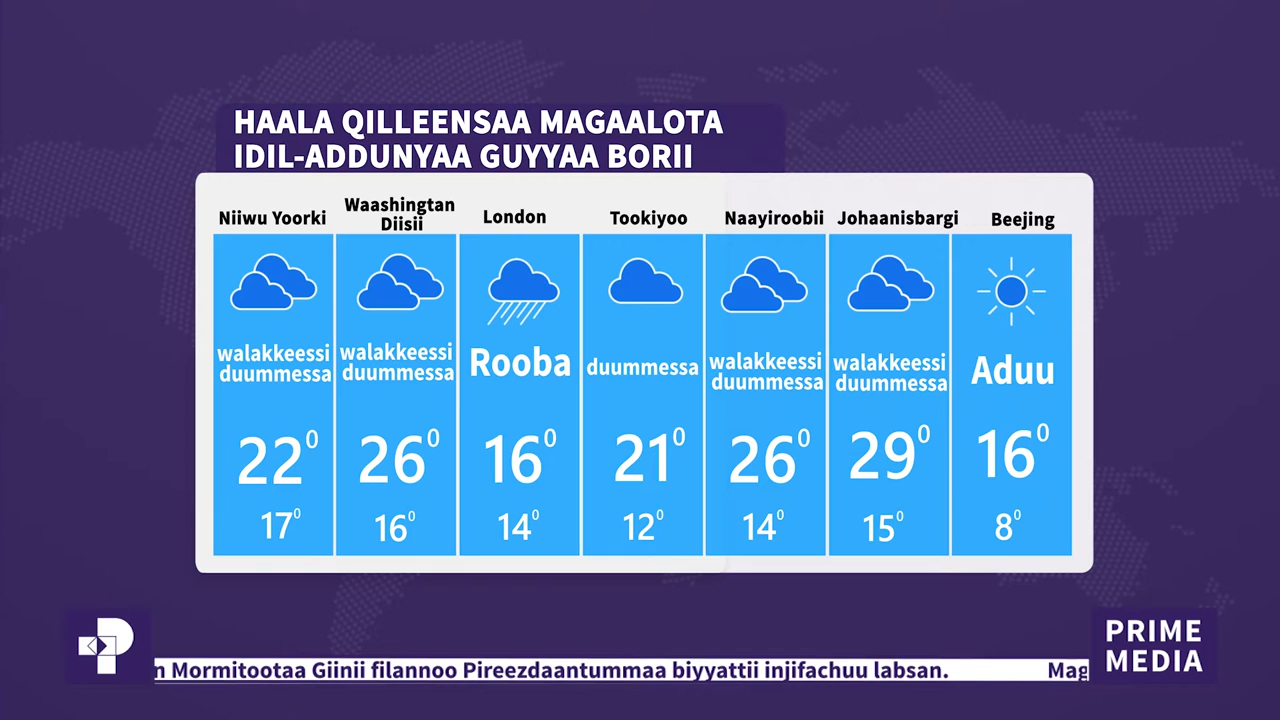 HAALA QILLEENSAA MAGAALOTA
IDIL-ADDUNYAA GUYYAA BORII
Niiwu Yoorki
Waashingtan
Diisii
London
Tookiyoo
Naayiroobii
Johaanisbargi
Beejing
walakkeessi
duummessa
walakkeessi
duummessa
Rooba
duummessa
walakkeessi
duummessa
walakkeessi
duummessa
Aduu
22⁰ 26⁰ 16⁰ 21⁰ 26⁰ 29⁰ 16⁰
17⁰ 16⁰ 14⁰ 12⁰ 14⁰ 15⁰ 8⁰
PRIME
MEDIA
n Mormitootaa Giinii filannoo Pireezdaantummaa biyyattii injifachuu labsan. Mag